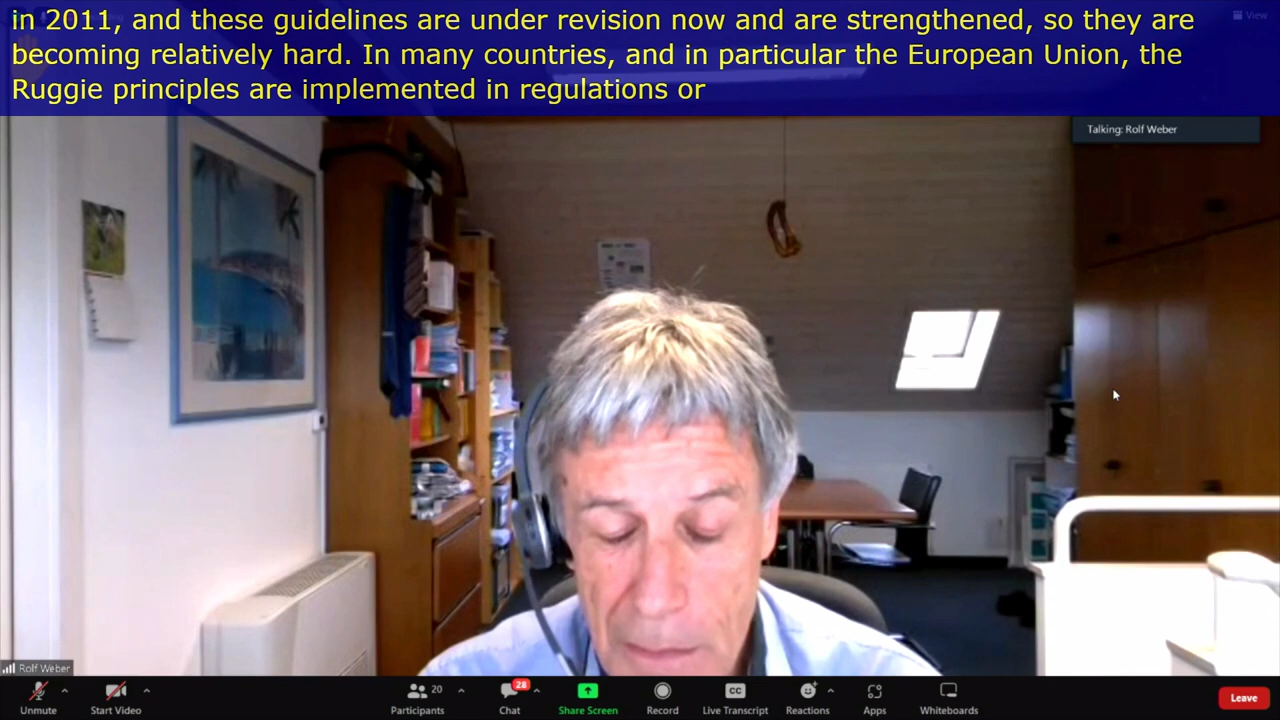 in 2011, and these guidelines are under revision now and are strengthened, so they are
becoming relatively hard. In many countries, and in particular the European Union, the
Ruggie principles are implemented in regulations or
View
Talking: Rolf Weber
Rolf Weber
Unmute
Start Video
20
Participants
28
Chat
Share Screen
Record
CC
Live Transcript
Reactions
Apps
Whiteboards
Leave